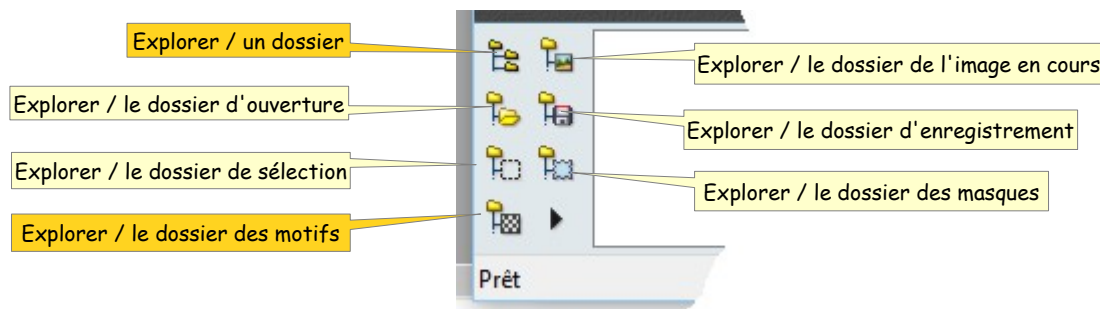 Explorer / un dossier
Explorer / le dossier de l'image en cours
Explorer / le dossier d'ouverture
Explorer / le dossier d'enregistrement
Explorer / le dossier de sélection
Explorer / le dossier des masques
Explorer / le dossier des motifs
Prêt